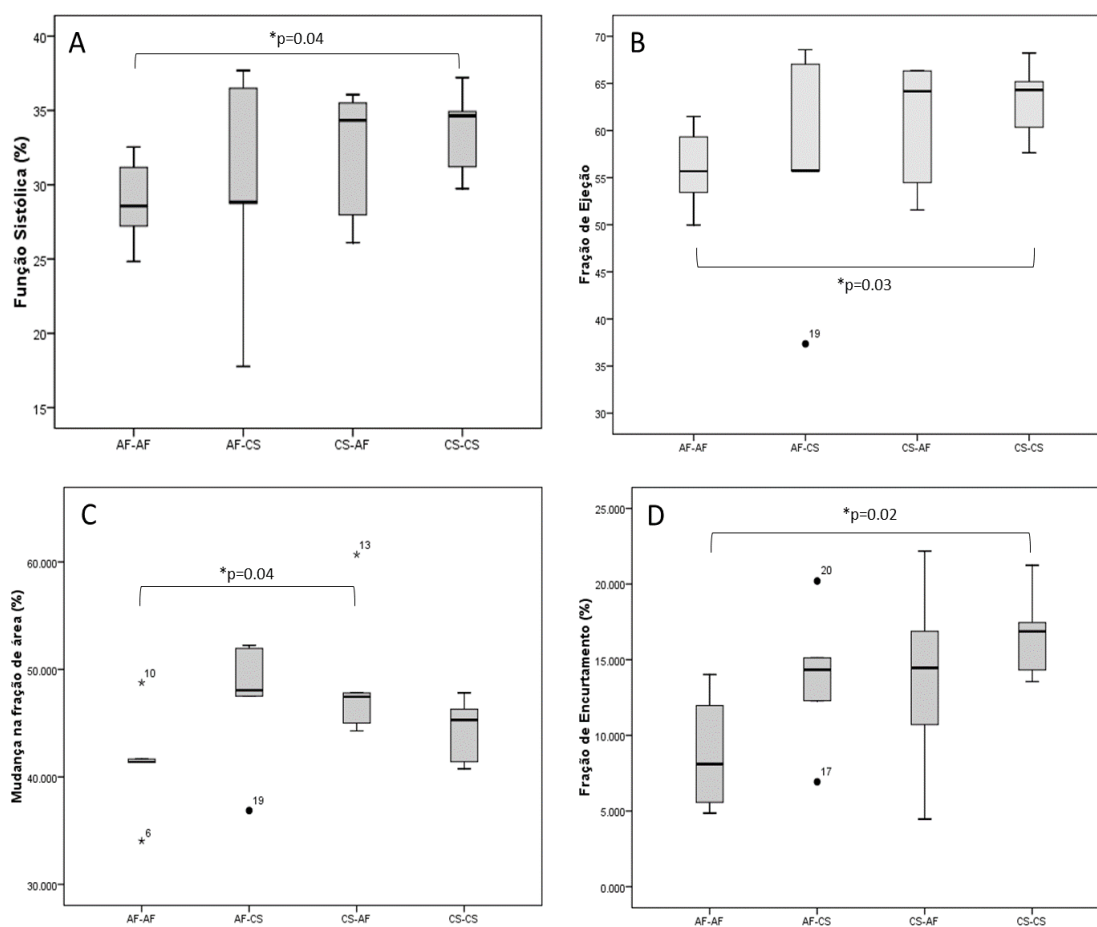 A
*p=0.04
Função Sistólica (%)
40
35
30
25
20
15
AF-AF AF-CS CS-AF CS-CS
B
Fração de Ejeção
70
65
60
55
50
45
40
35
30
*p=0.03
19
AF-AF AF-CS CS-AF CS-CS
C
Mudança na fração de área (%)
60.000
50.000
40.000
30.000
13
*p=0.04
10
19
6
AF-AF AF-CS CS-AF CS-CS
D
*p=0.02
Fração de Encurtamento (%)
25.000
20.000
15.000
10.000
5.000
0.000
20
17
AF-AF AF-CS CS-AF CS-CS